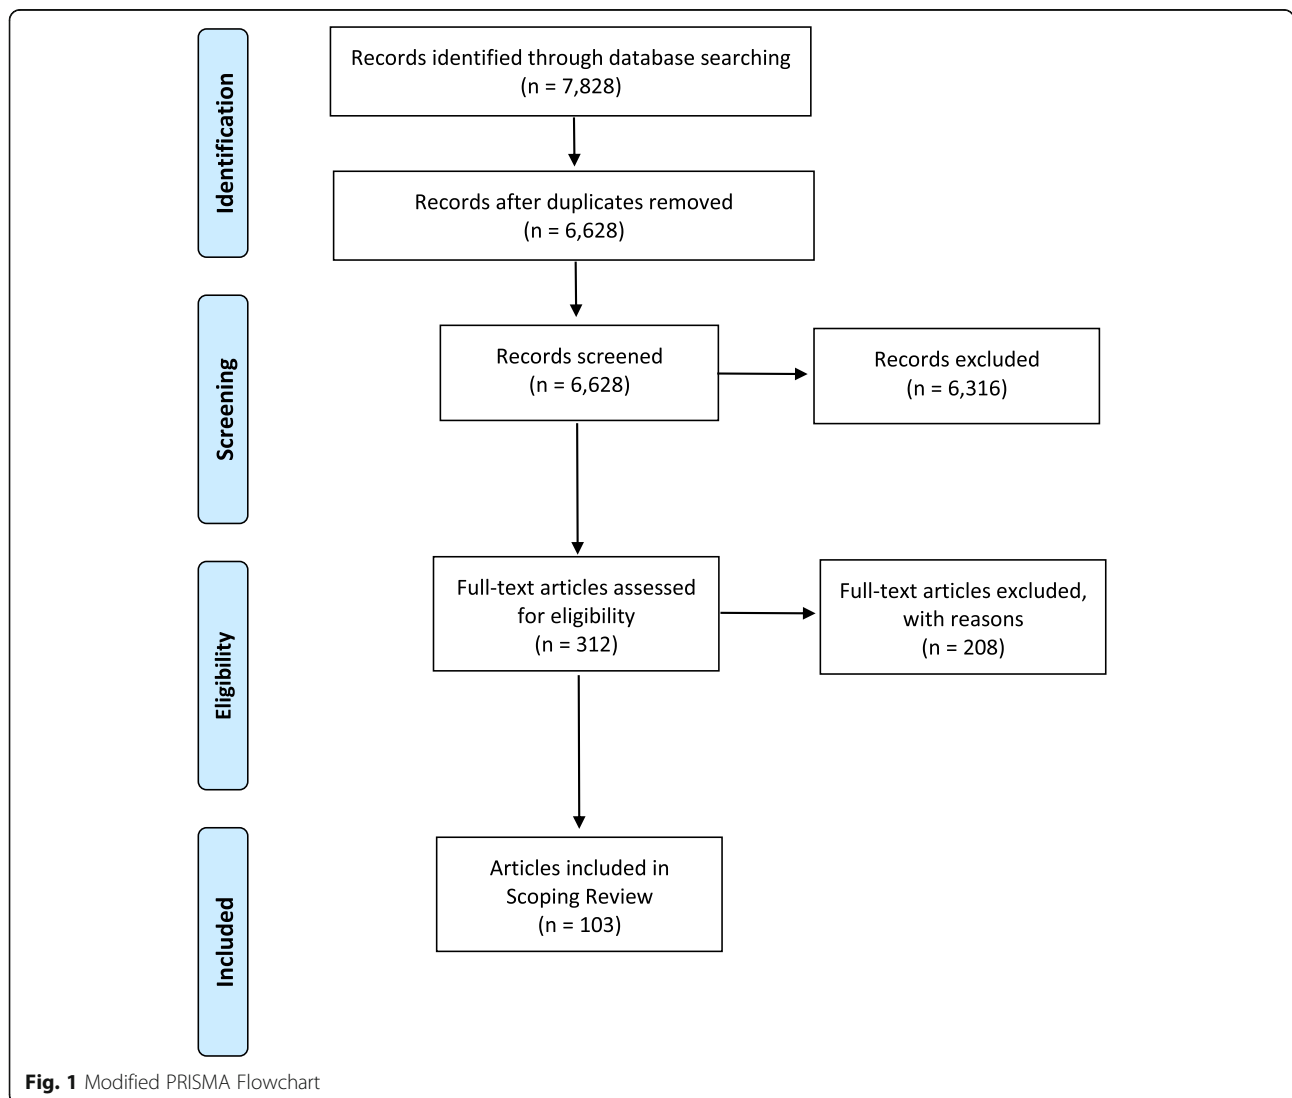 Identification
Records identified through database searching
(n = 7,828)
Records after duplicates removed
(n = 6,628)
Screening
Records screened
(n = 6,628)
Records excluded
(n = 6,316)
Eligibility
Full-text articles assessed
for eligibility
(n = 312)
Full-text articles excluded,
with reasons
(n = 208)
Included
Articles included in
Scoping Review
(n = 103)
Fig. 1 Modified PRISMA Flowchart